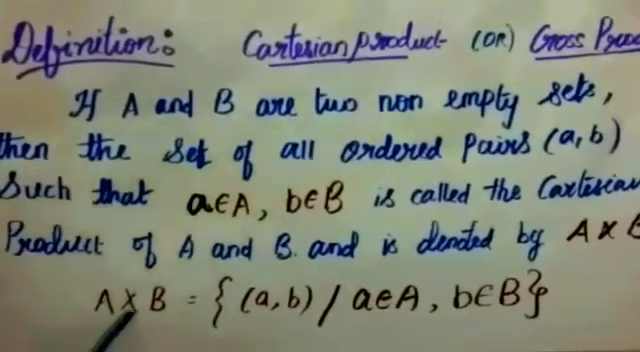 Definition: Cartesian product (OR) Cross
If A and B are two non empty sets,
then the set of all ordered pairs (a, b)
Such that a∈A, b∈B is called the Cartesian
Product of A and B. and is denoted by A x B
A x B = { (a, b) / a∈A, b∈B}